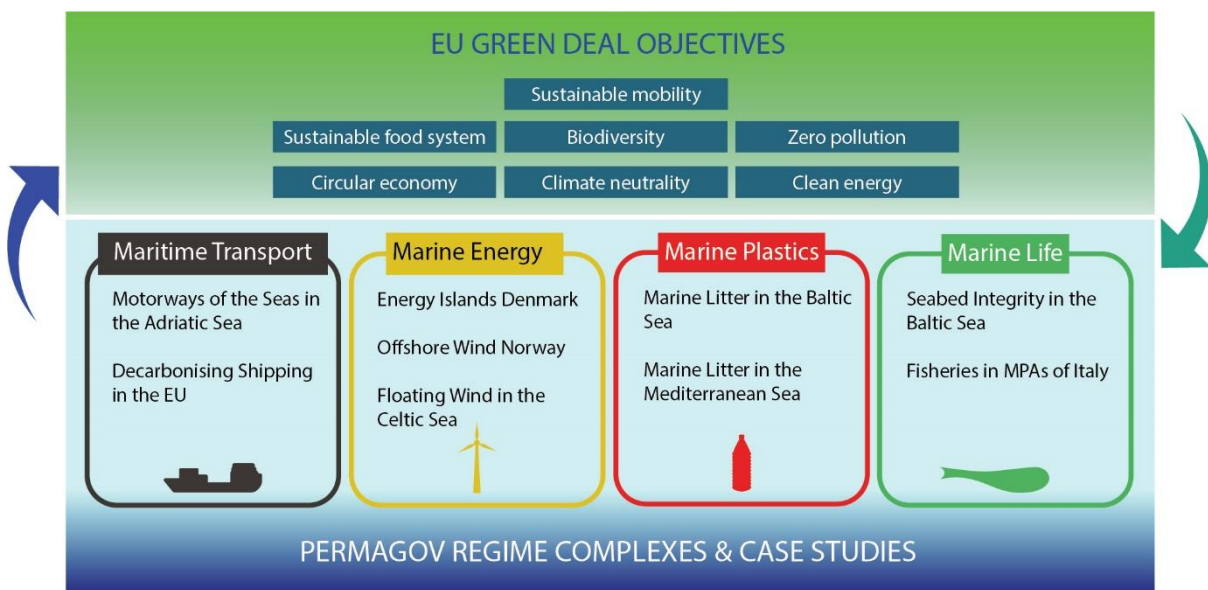 EU GREEN DEAL OBJECTIVES
Sustainable mobility
Sustainable food system
Biodiversity
Zero pollution
Circular economy
Climate neutrality
Clean energy
Maritime Transport
Motorways of the Seas in
the Adriatic Sea
Decarbonising Shipping
in the EU
Marine Energy
Energy Islands Denmark
Offshore Wind Norway
Floating Wind in the
Celtic Sea
Marine Plastics
Marine Litter in the Baltic
Sea
Marine Litter in the
Mediterranean Sea
Marine Life
Seabed Integrity in the
Baltic Sea
Fisheries in MPAs of Italy
PERMAGOV REGIME COMPLEXES & CASE STUDIES